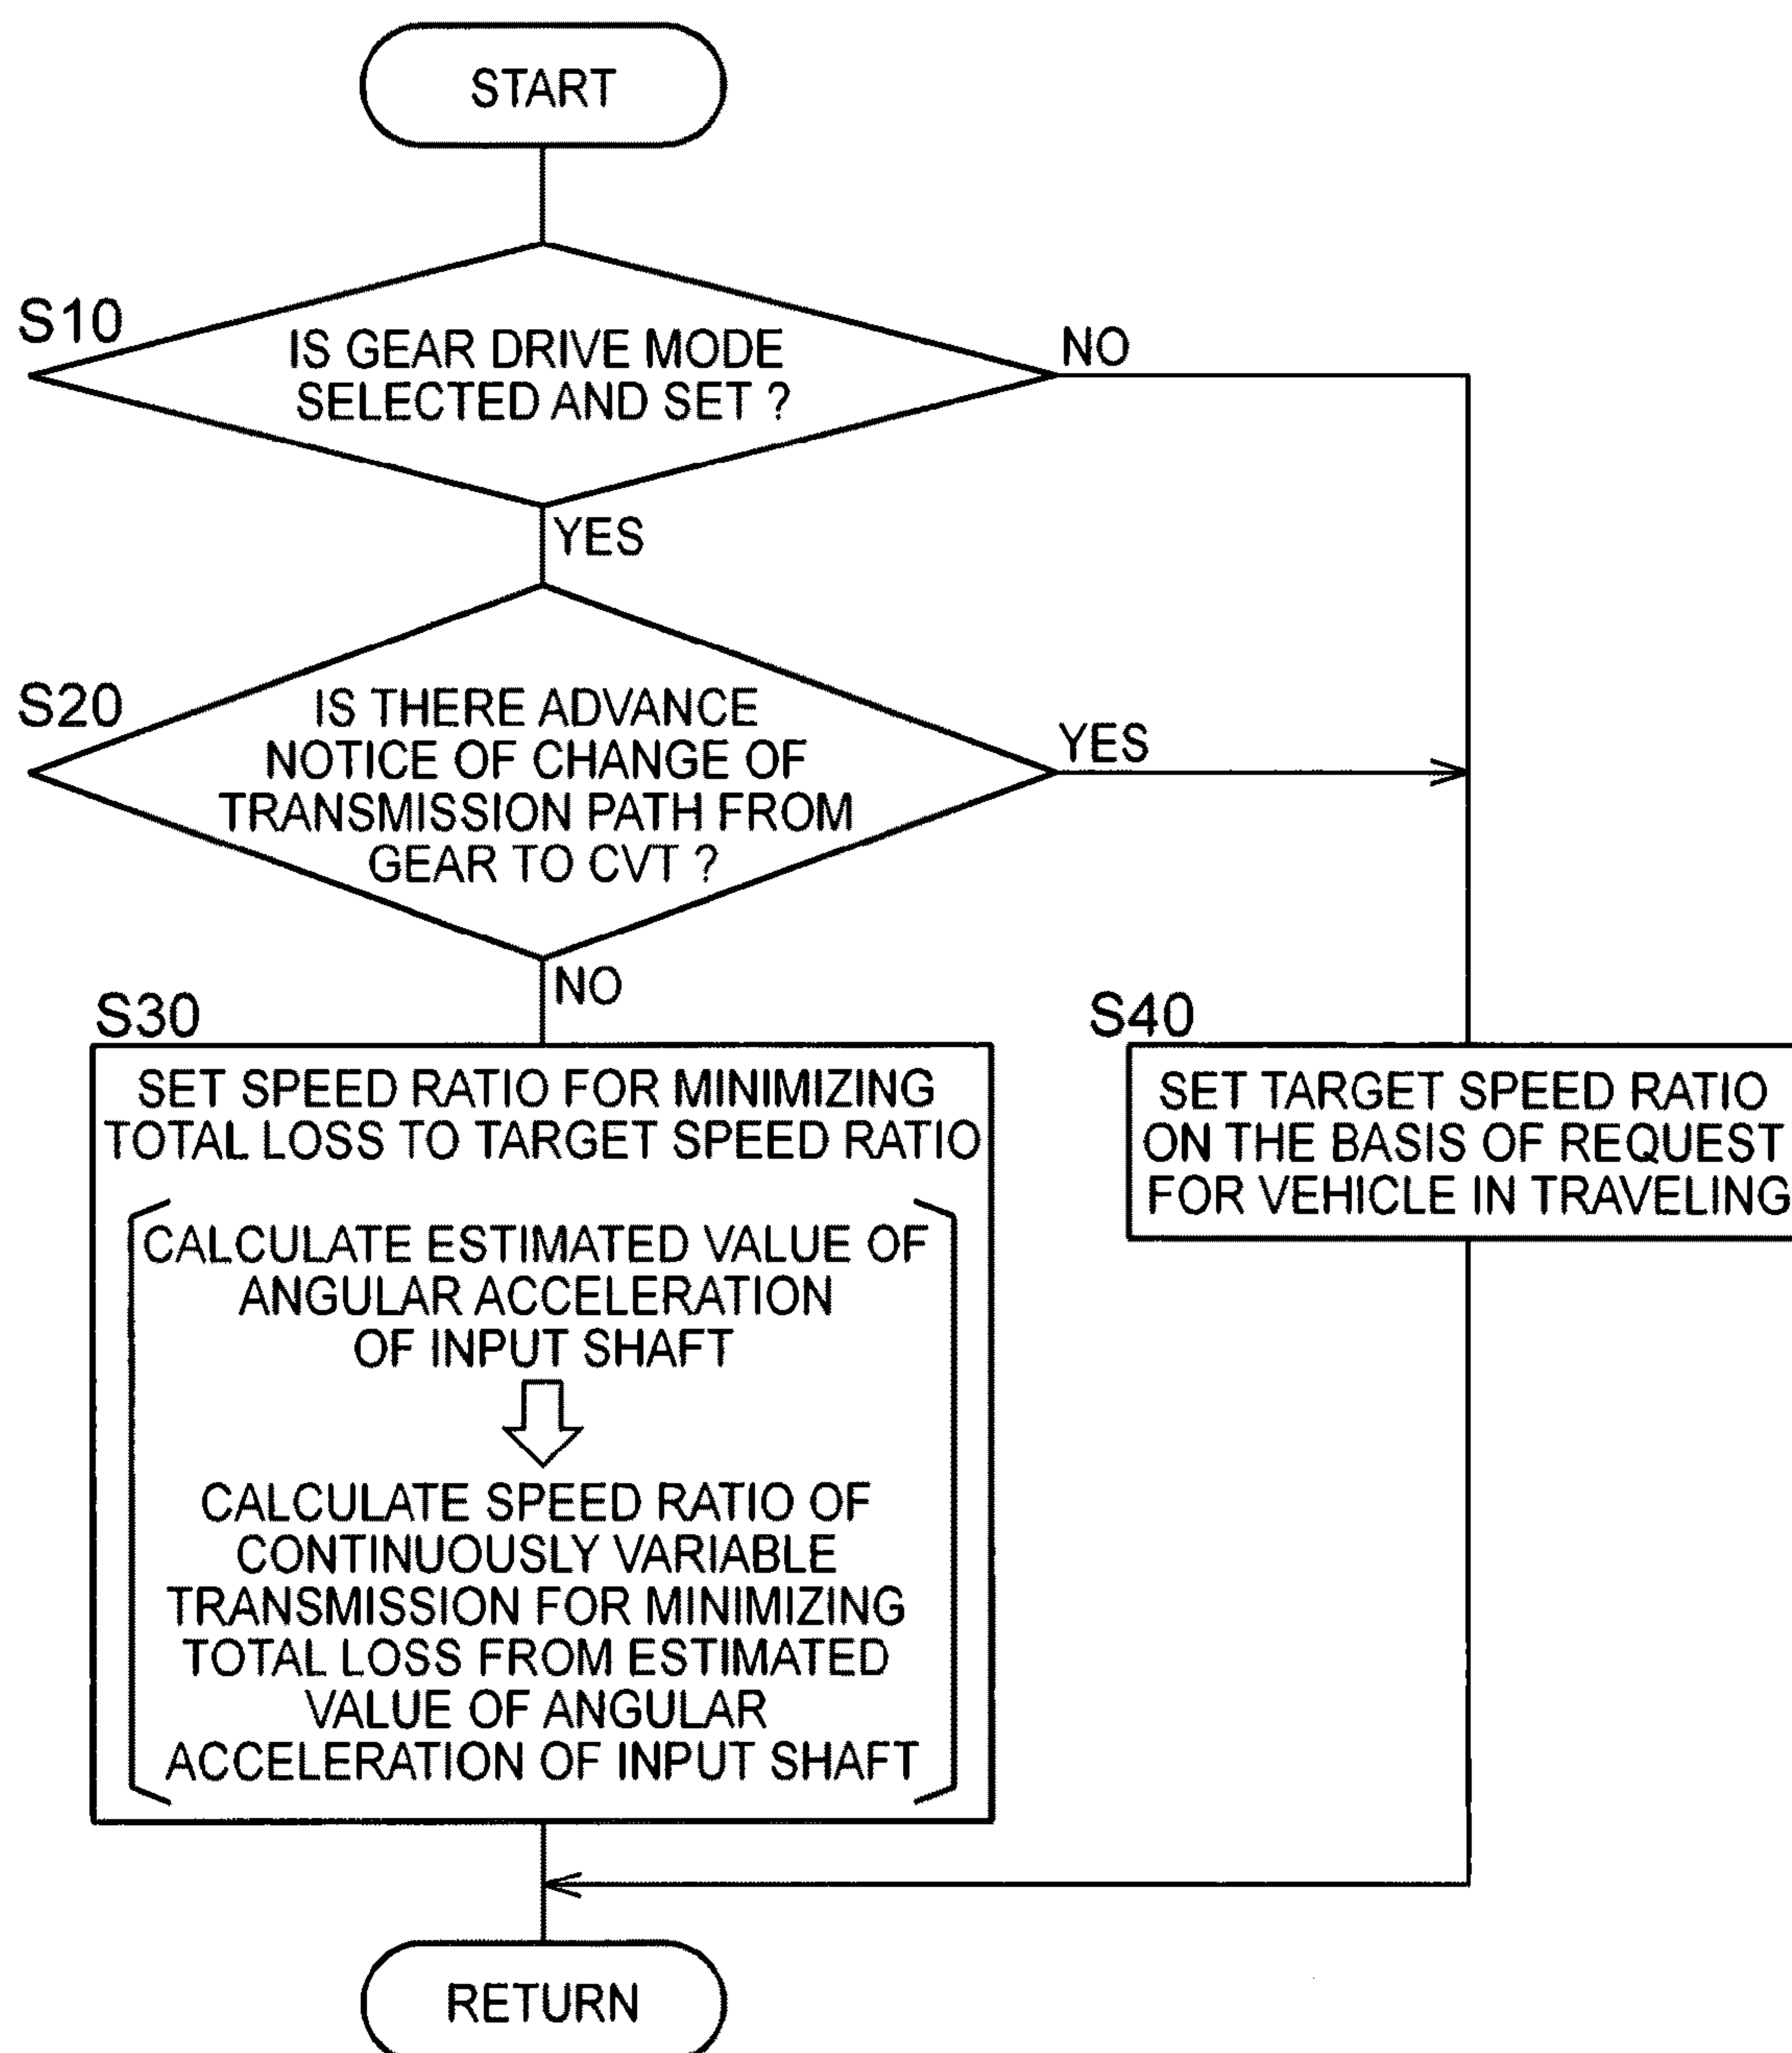 START
S10
IS GEAR DRIVE MODE
SELECTED AND SET ?
NO
YES
S20
IS THERE ADVANCE
NOTICE OF CHANGE OF
TRANSMISSION PATH FROM
GEAR TO CVT ?
YES
NO
S30
SET SPEED RATIO FOR MINIMIZING
TOTAL LOSS TO TARGET SPEED RATIO
CALCULATE ESTIMATED VALUE OF
ANGULAR ACCELERATION
OF INPUT SHAFT
CALCULATE SPEED RATIO OF
CONTINUOUSLY VARIABLE
TRANSMISSION FOR MINIMIZING
TOTAL LOSS FROM ESTIMATED
VALUE OF ANGULAR
ACCELERATION OF INPUT SHAFT
S40
SET TARGET SPEED RATIO
ON THE BASIS OF REQUEST
FOR VEHICLE IN TRAVELING
RETURN